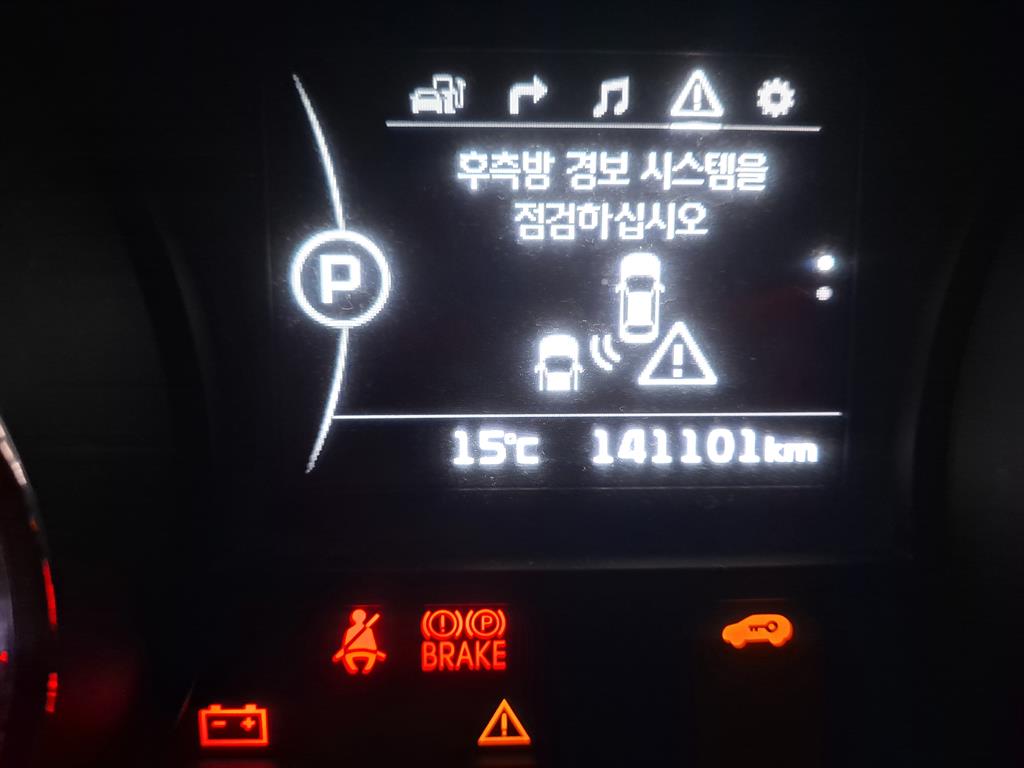 후측방 경보 시스템을
점검하십시오
P
15℃ 141101km
(P)
BRAKE